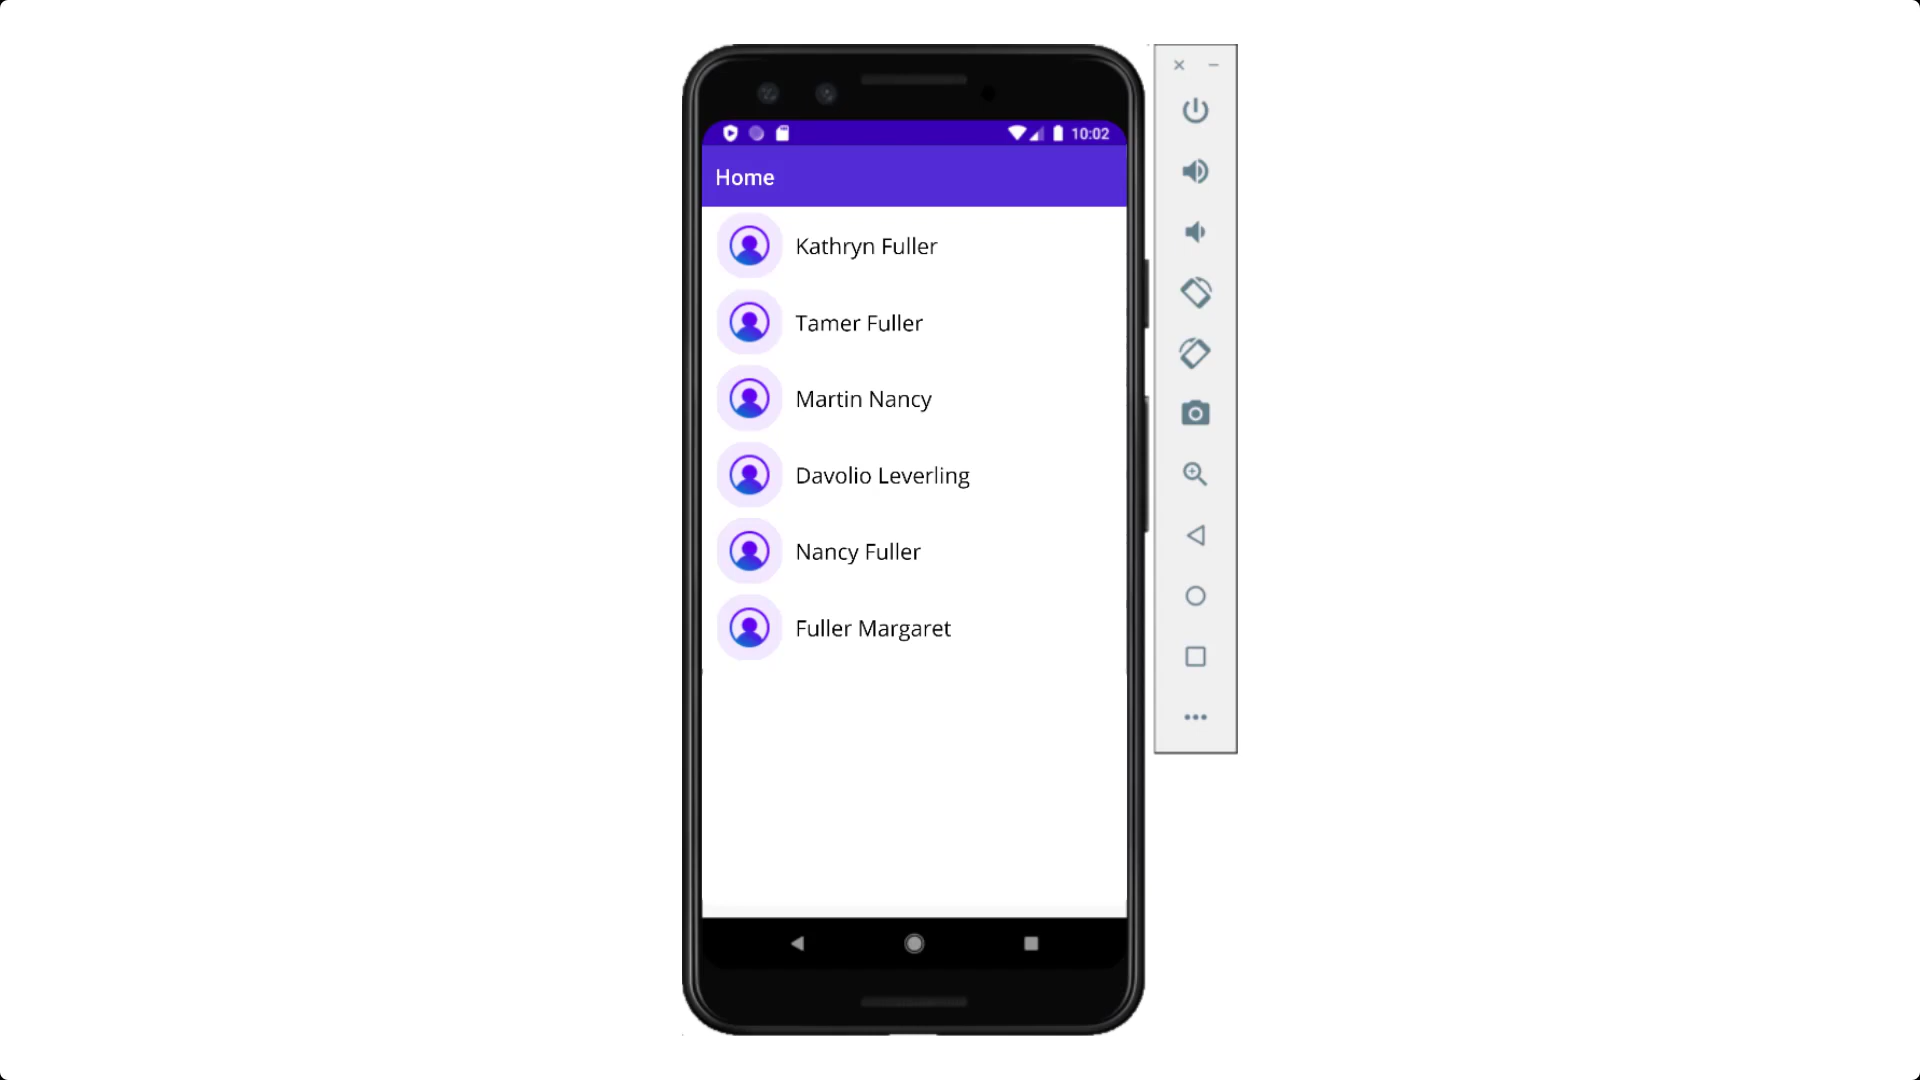 10:02
Home
Kathryn Fuller
Tamer Fuller
Martin Nancy
Davolio Leverling
Nancy Fuller
Fuller Margaret